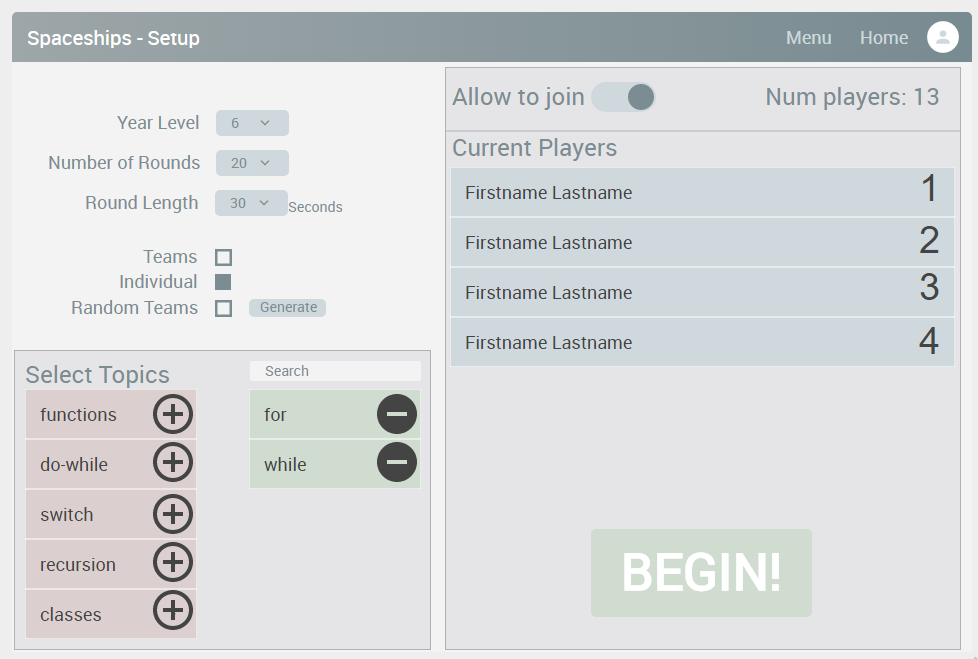 Spaceships - Setup
Menu Home
Year Level 6
Number of Rounds 20
Round Length 30 Seconds
Teams
Individual
Random Teams Generate
Select Topics
Search
functions
do-while
switch
recursion
classes
for
while
Allow to join
Num players: 13
Current Players
Firstname Lastname 1
Firstname Lastname 2
Firstname Lastname 3
Firstname Lastname 4
BEGIN!